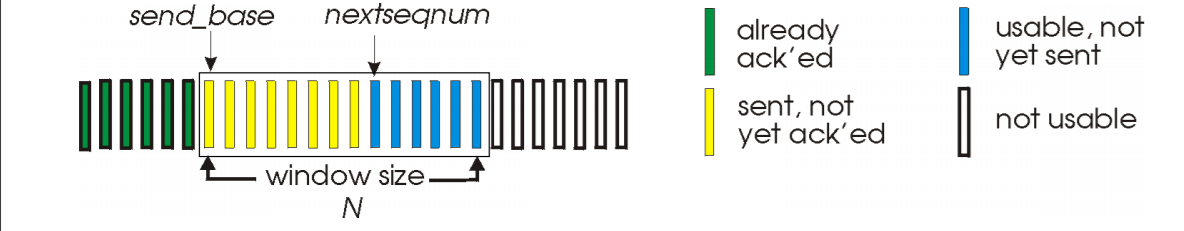 send_base
nextseqnum
window size
N
already
ack'ed
sent, not
yet ack'ed
usable, not
yet sent
not usable